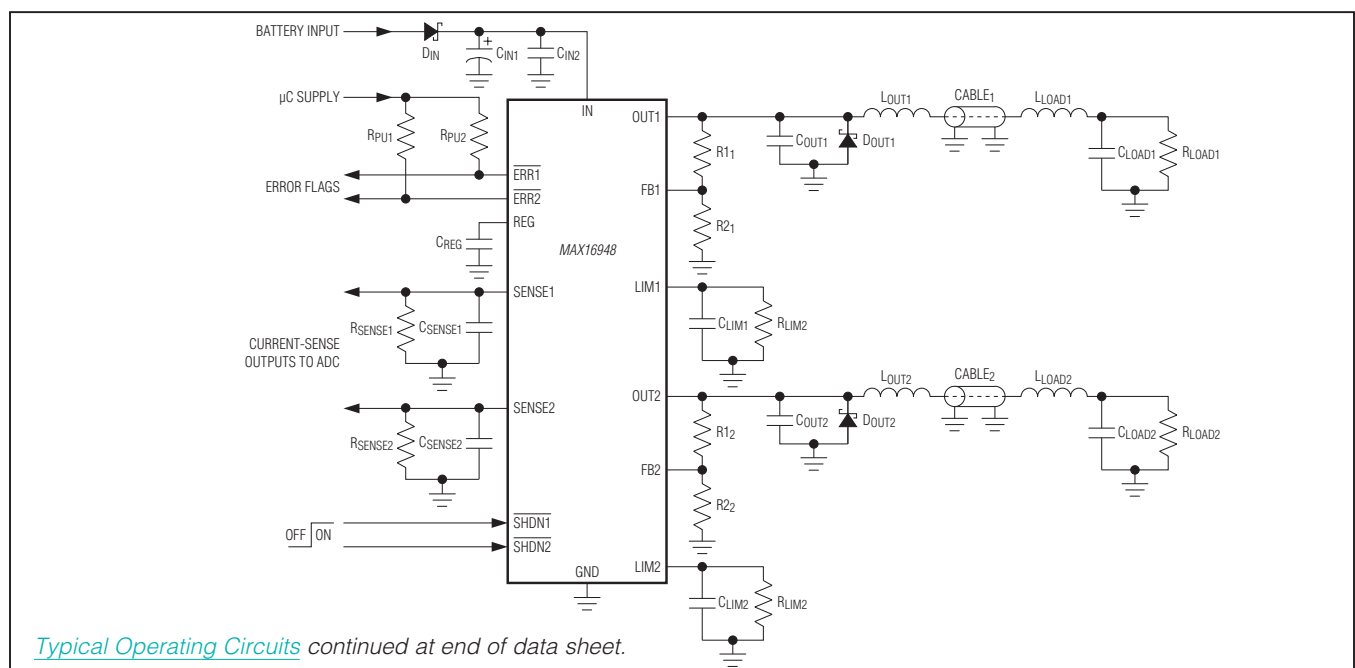 BATTERY INPUT
DIN
CIN1
+
CIN2
µC SUPPLY
RPU1
RPU2
ERROR FLAGS
IN
ERR1
ERR2
REG
CREG
MAX16948
SENSE1
RSENSE1
CSENSE1
CURRENT-SENSE
OUTPUTS TO ADC
SENSE2
RSENSE2
CSENSE2
OFF
ON
SHDN1
SHDN2
GND
OUT1
R11
FB1
R21
COUT1
DOUT1
LOUT1
CABLE1
LLOAD1
CLOAD1
RLOAD1
LIM1
CLIM1
RLIM2
OUT2
R12
FB2
R22
COUT2
DOUT2
LOUT2
CABLE2
LLOAD2
CLOAD2
RLOAD2
LIM2
CLIM2
RLIM2
Typical Operating Circuits continued at end of data sheet.